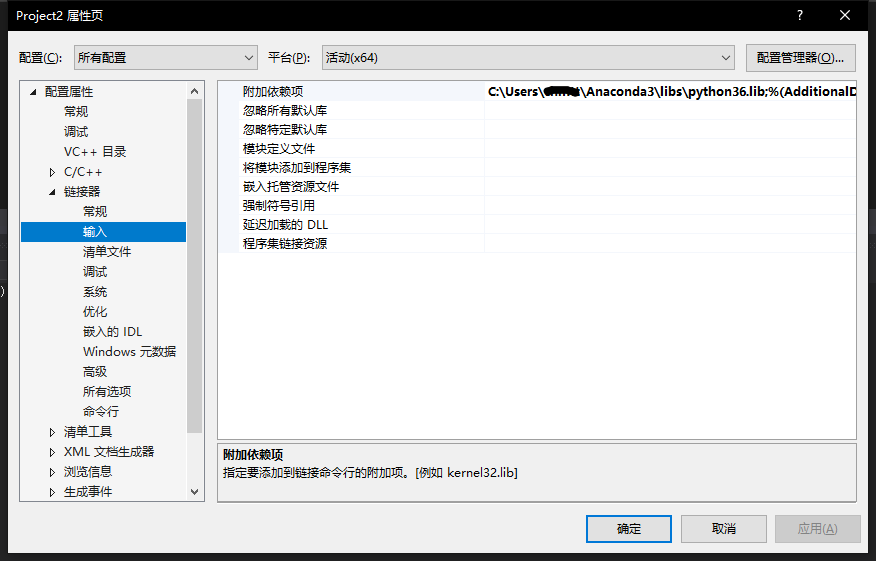 Project2 属性页
配置(C): 所有配置 平台(P): 活动(x64) 配置管理器(O)...
配置属性
常规
调试
VC++ 目录
C/C++
链接器
常规
输入
清单文件
调试
系统
优化
嵌入的 IDL
Windows 元数据
高级
所有选项
命令行
清单工具
XML 文档生成器
浏览信息
生成事件
附加依赖项 C:\Users\ \Anaconda3\libs\python36.lib;%(AdditionalD
忽略所有默认库
忽略特定默认库
模块定义文件
将模块添加到程序集
嵌入托管资源文件
强制符号引用
延迟加载的 DLL
程序集链接资源
附加依赖项
指定要添加到链接命令行的附加项。[例如 kernel32.lib]
确定 取消 应用(A)